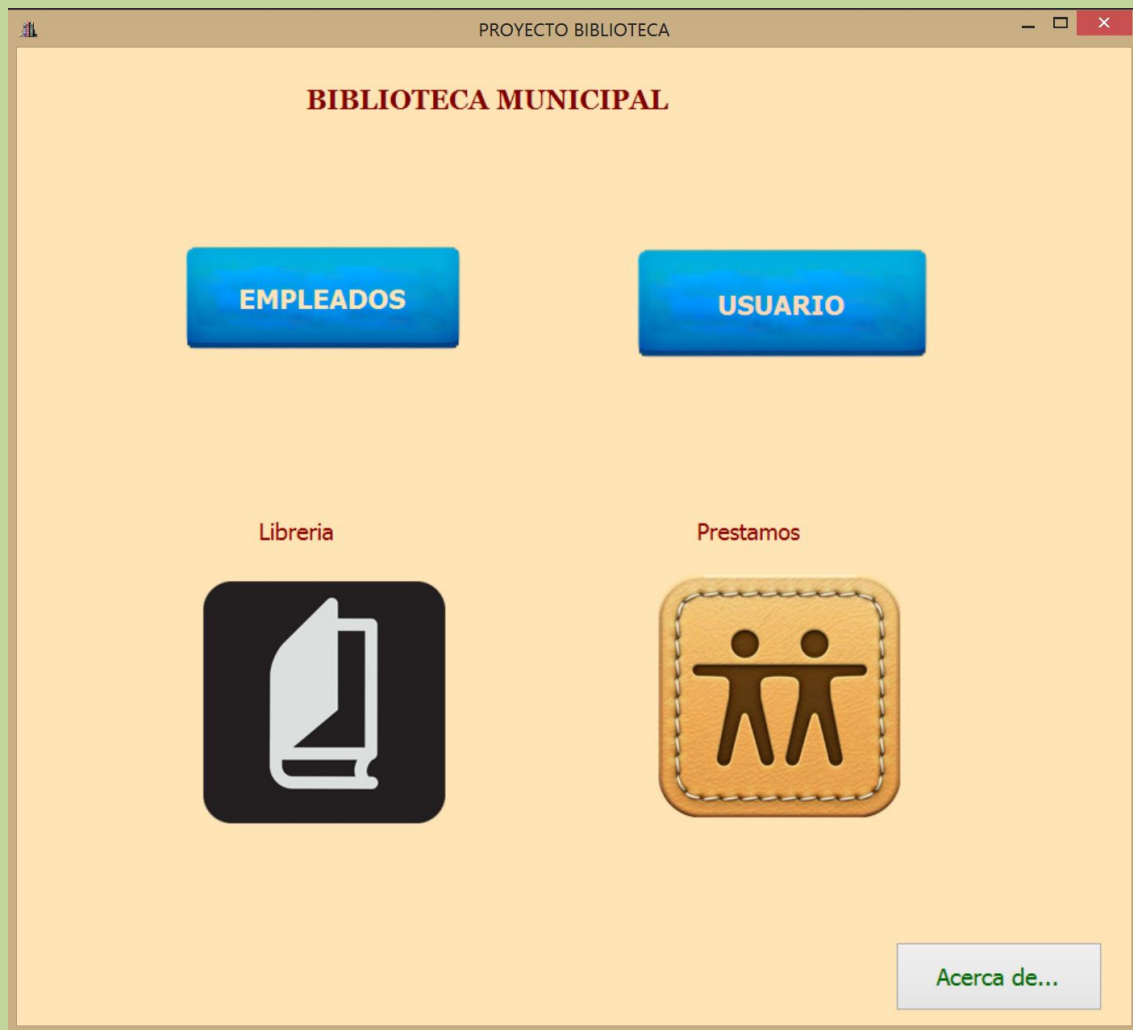 PROYECTO BIBLIOTECA
BIBLIOTECA MUNICIPAL
EMPLEADOS
USUARIO
Libreria
Prestamos
Acerca de...